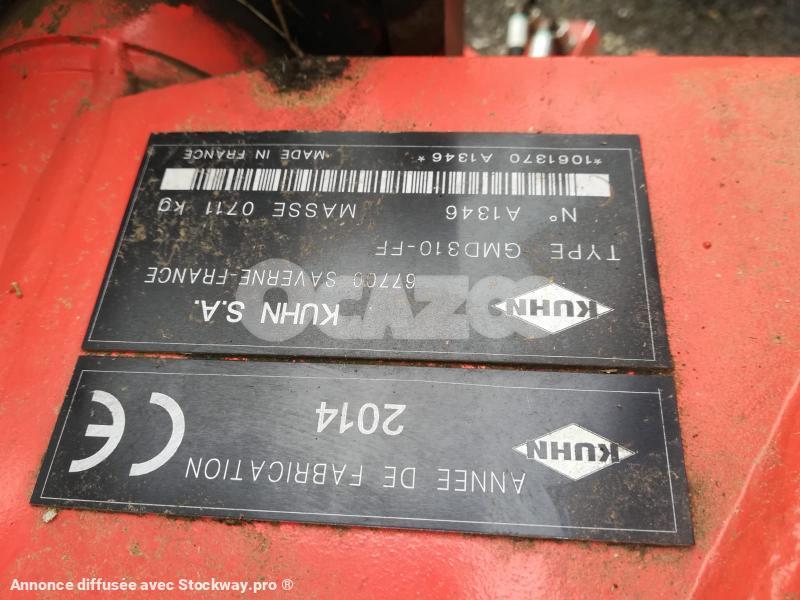 ANNEE DE FABRICATION
KUHN
2014
CE
KUHN
KUHN S.A.
67700 SAVERNE-FRANCE
TYPE GMD310-FF
N° A1346 MASSE 0711 kg
*1061370 A1346* MADE IN FRANCE
OCAZOO
Annonce diffusée avec Stockway.pro ®